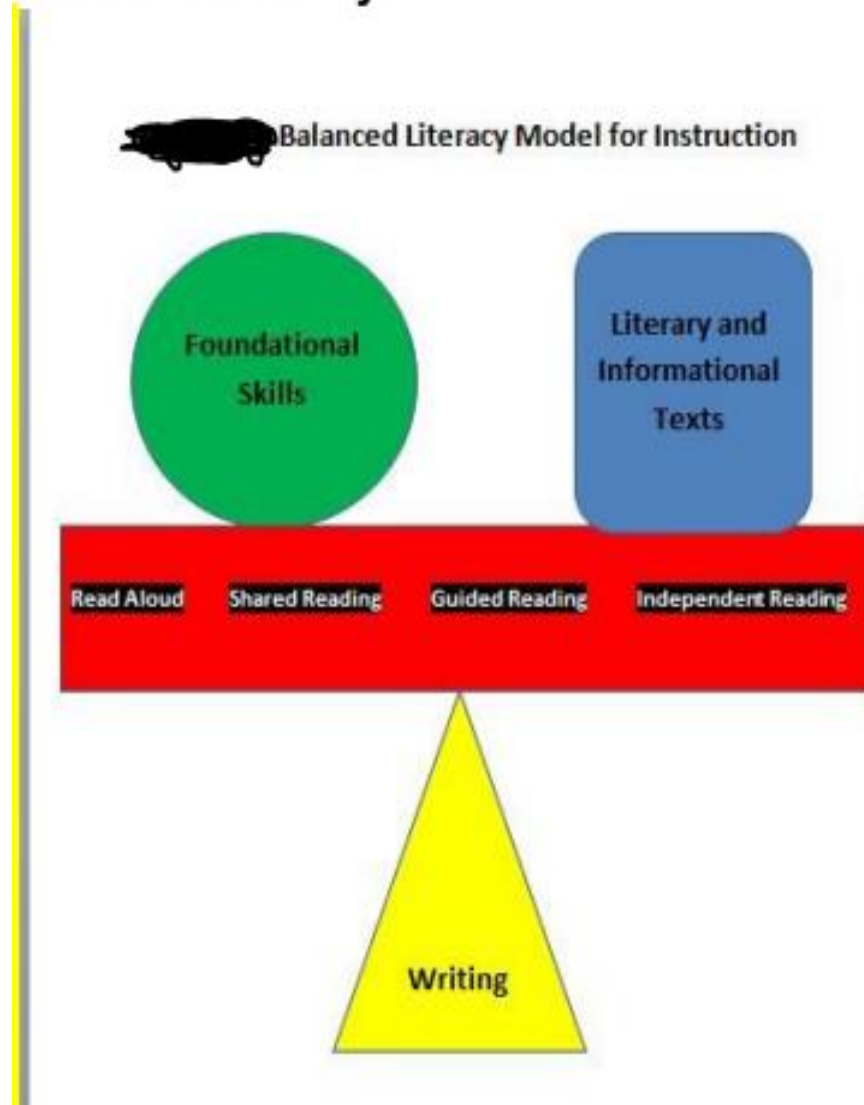 Balanced Literacy Model for Instruction
Foundational
Skills
Literary and
Informational
Texts
Read Aloud Shared Reading Guided Reading Independent Reading
Writing